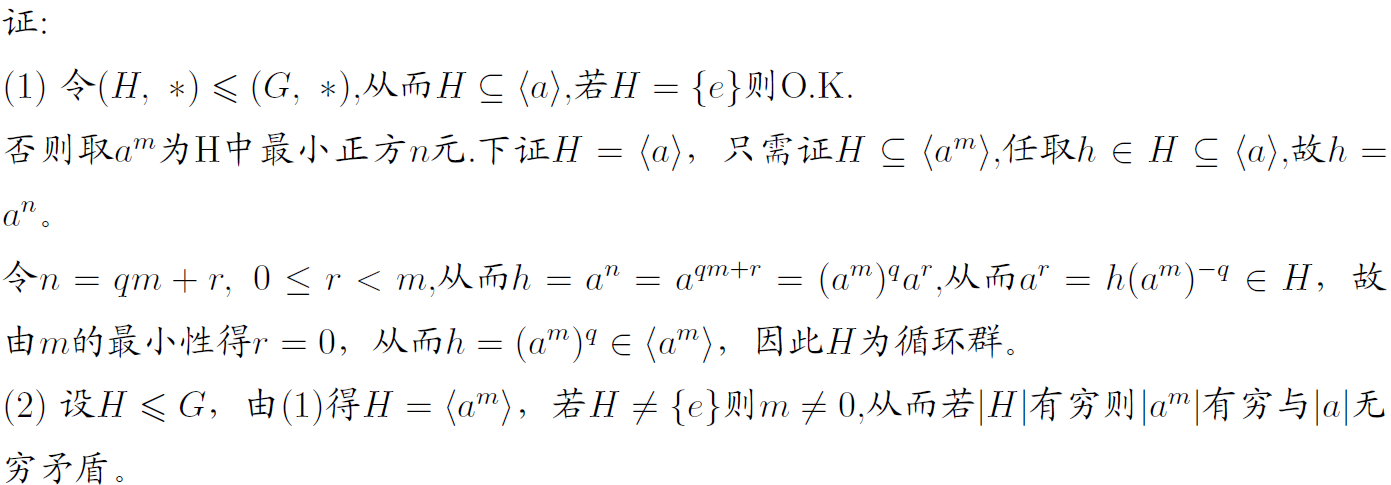 证:
(1) 令(H, ∗) ⩽ (G, ∗),从而H ⊆ ⟨a⟩,若H = {e}则O.K.
否则取a^m为H中最小正方n元.下证H = ⟨a⟩，只需证H ⊆ ⟨a^m⟩,任取h ∈ H ⊆ ⟨a⟩,故h =
a^n。
令n = qm + r, 0 ≤ r < m,从而h = a^n = a^{qm+r} = (a^m)^q a^r,从而a^r = h(a^m)^{−q} ∈ H，故
由m的最小性得r = 0，从而h = (a^m)^q ∈ ⟨a^m⟩，因此H为循环群。
(2) 设H ⩽ G，由(1)得H = ⟨a^m⟩，若H ≠ {e}则m ≠ 0,从而若|H|有穷则|a^m|有穷与|a|无
穷矛盾。